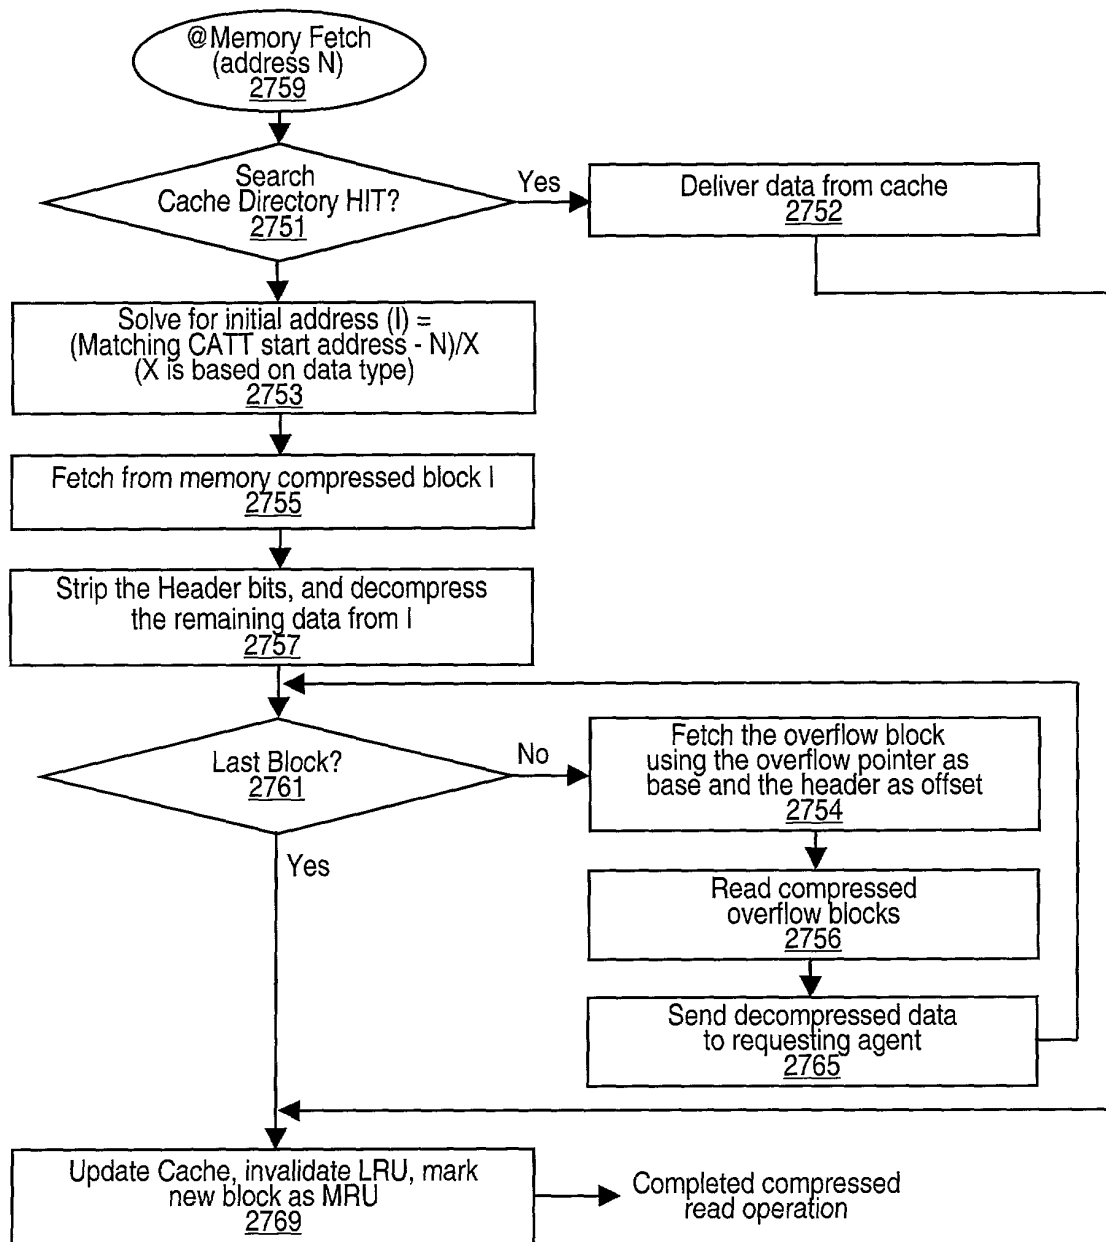 @Memory Fetch
(address N)
2759
Search
Cache Directory HIT?
2751
Yes
Deliver data from cache
2752
Solve for initial address (I) =
(Matching CATT start address - N)/X
(X is based on data type)
2753
Fetch from memory compressed block I
2755
Strip the Header bits, and decompress
the remaining data from I
2757
Last Block?
2761
No
Fetch the overflow block
using the overflow pointer as
base and the header as offset
2754
Yes
Read compressed
overflow blocks
2756
Send decompressed data
to requesting agent
2765
Update Cache, invalidate LRU, mark
new block as MRU
2769
Completed compressed
read operation